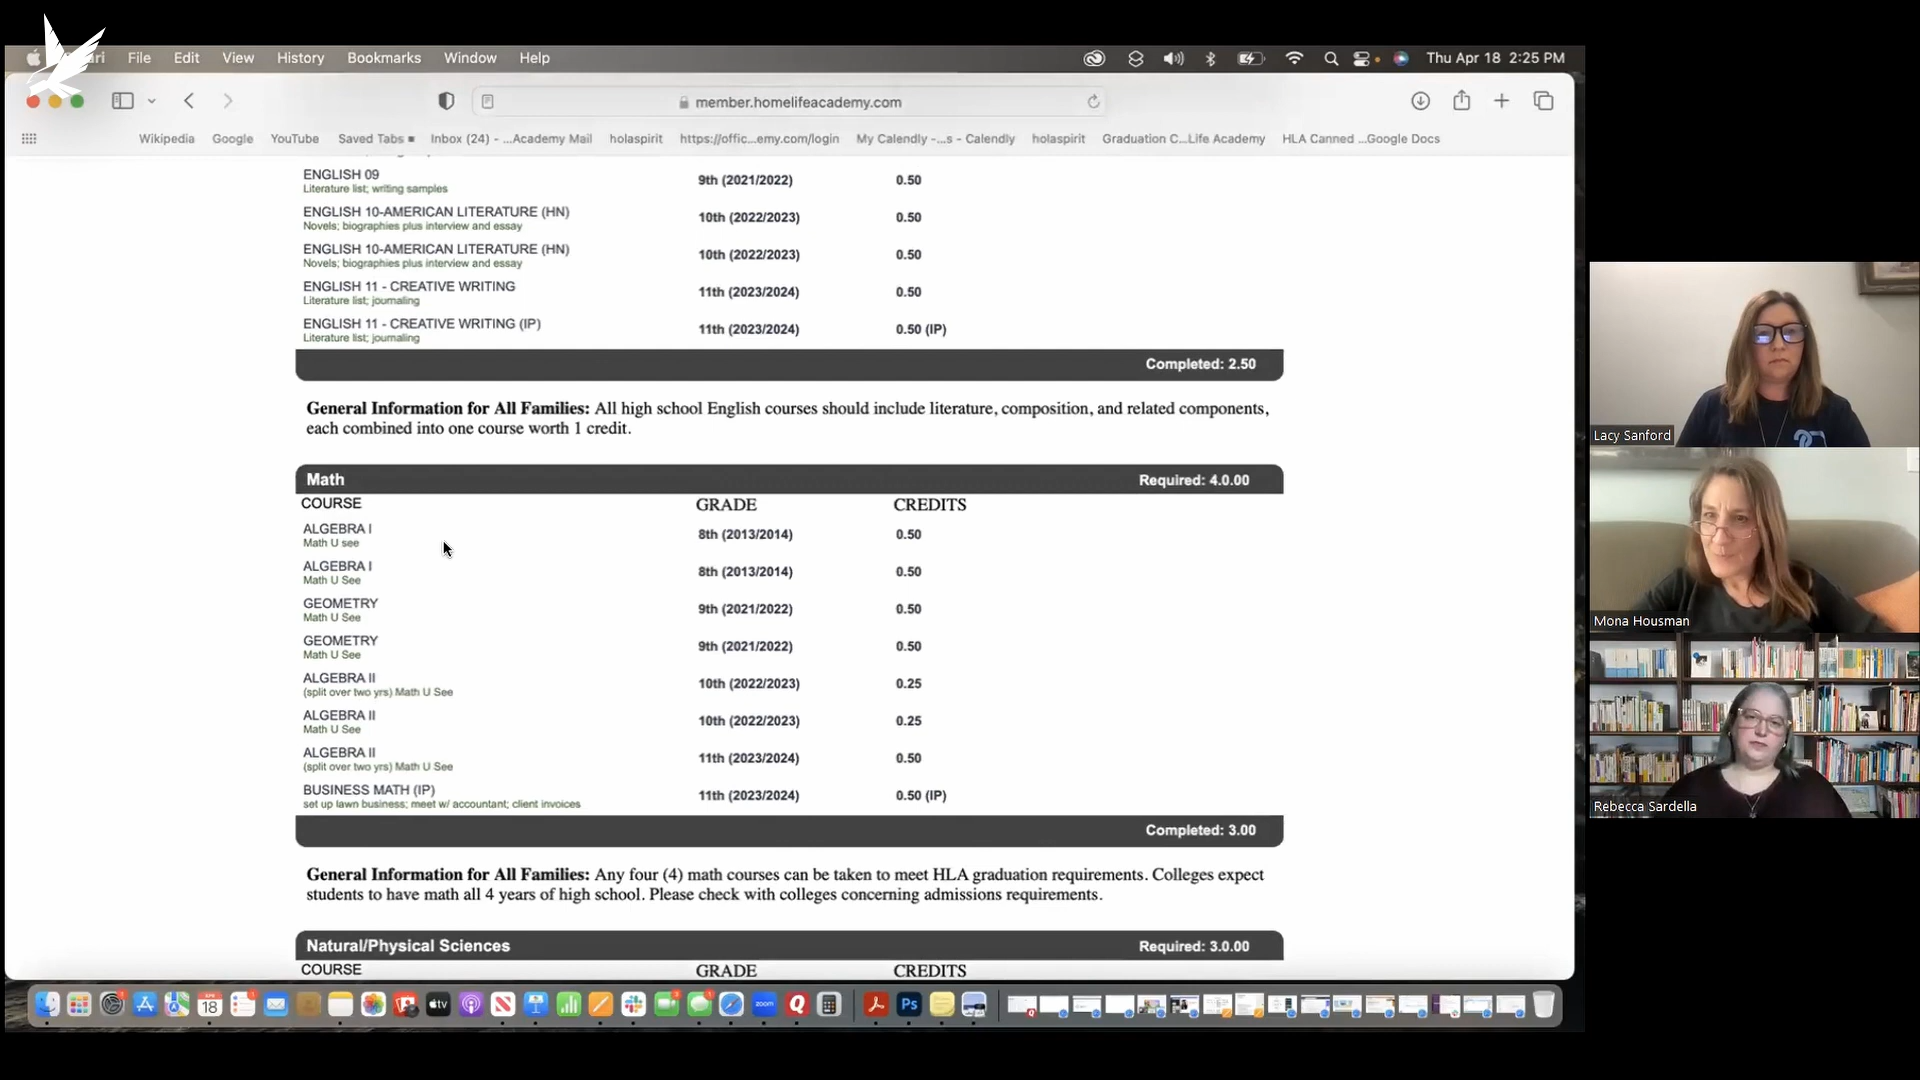 File Edit View History Bookmarks Window Help Thu Apr 18 2:25 PM
member.homelifeacademy.com
Wikipedia Google YouTube Saved Tabs Inbox (24) - ...Academy Mail holaspirit https://offic...emy.com/login My Calendly -...s - Calendly holaspirit Graduation C...Life Academy HLA Canned ...Google Docs
ENGLISH 09 9th (2021/2022) 0.50
Literature list; writing samples
ENGLISH 10-AMERICAN LITERATURE (HN) 10th (2022/2023) 0.50
Novels; biographies plus interview and essay
ENGLISH 10-AMERICAN LITERATURE (HN) 10th (2022/2023) 0.50
Novels; biographies plus interview and essay
ENGLISH 11 - CREATIVE WRITING 11th (2023/2024) 0.50
Literature list; journaling
ENGLISH 11 - CREATIVE WRITING (IP) 11th (2023/2024) 0.50 (IP)
Literature list; journaling
Completed: 2.50
General Information for All Families: All high school English courses should include literature, composition, and related components,
each combined into one course worth 1 credit.
Math Required: 4.0.00
COURSE GRADE CREDITS
ALGEBRA I 8th (2013/2014) 0.50
Math U see
ALGEBRA I 8th (2013/2014) 0.50
Math U See
GEOMETRY 9th (2021/2022) 0.50
Math U See
GEOMETRY 9th (2021/2022) 0.50
Math U See
ALGEBRA II 10th (2022/2023) 0.25
(split over two yrs) Math U See
ALGEBRA II 10th (2022/2023) 0.25
Math U See
ALGEBRA II 11th (2023/2024) 0.50
(split over two yrs) Math U See
BUSINESS MATH (IP) 11th (2023/2024) 0.50 (IP)
set up lawn business; meet w/ accountant; client invoices
Completed: 3.00
General Information for All Families: Any four (4) math courses can be taken to meet HLA graduation requirements. Colleges expect
students to have math all 4 years of high school. Please check with colleges concerning admissions requirements.
Natural/Physical Sciences Required: 3.0.00
COURSE GRADE CREDITS
Lacy Sanford
Mona Housman
Rebecca Sardella
18
tv
zoom
Ps